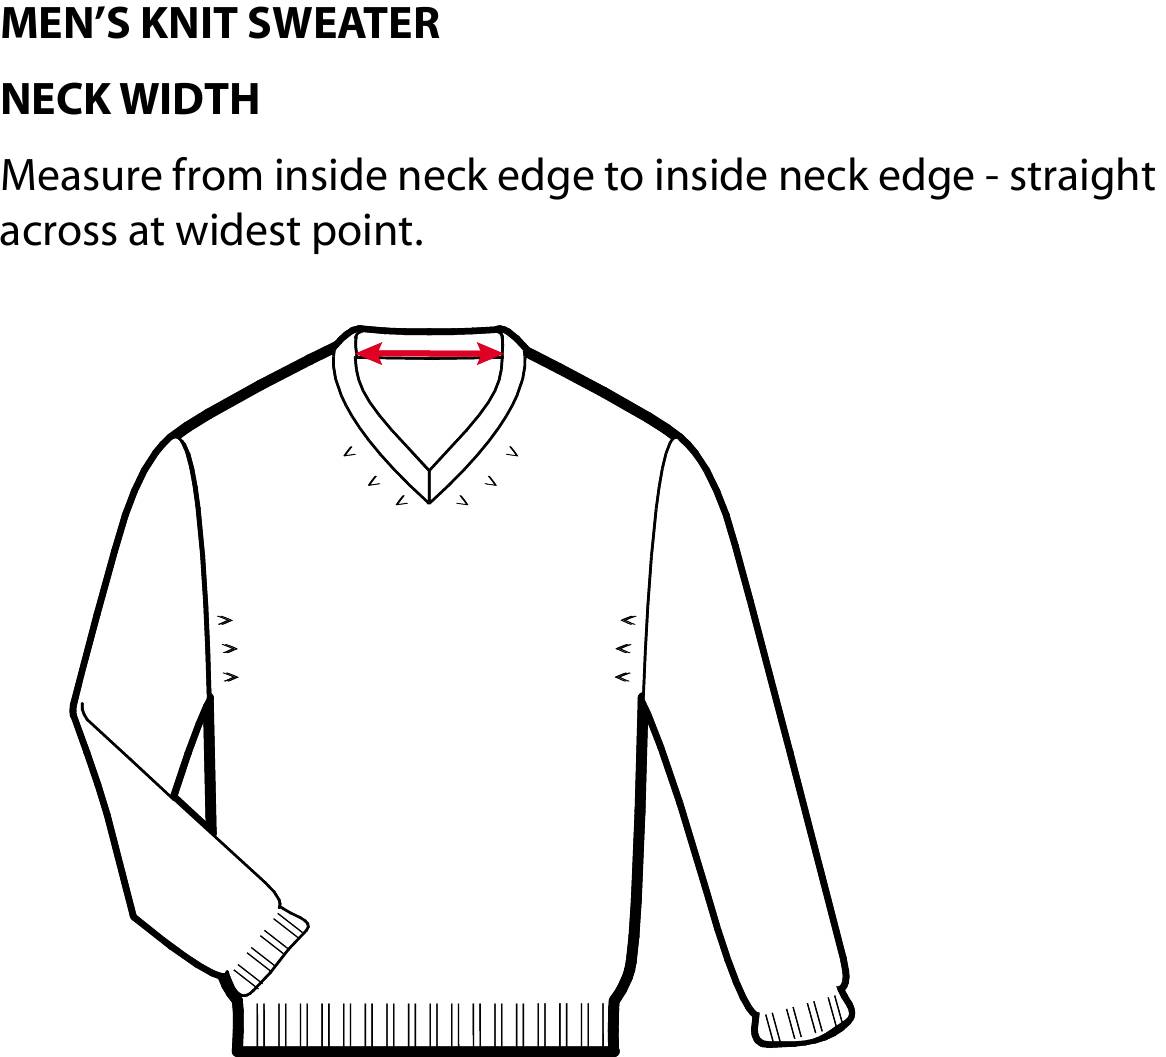 MEN’S KNIT SWEATER
NECK WIDTH
Measure from inside neck edge to inside neck edge - straight
across at widest point.